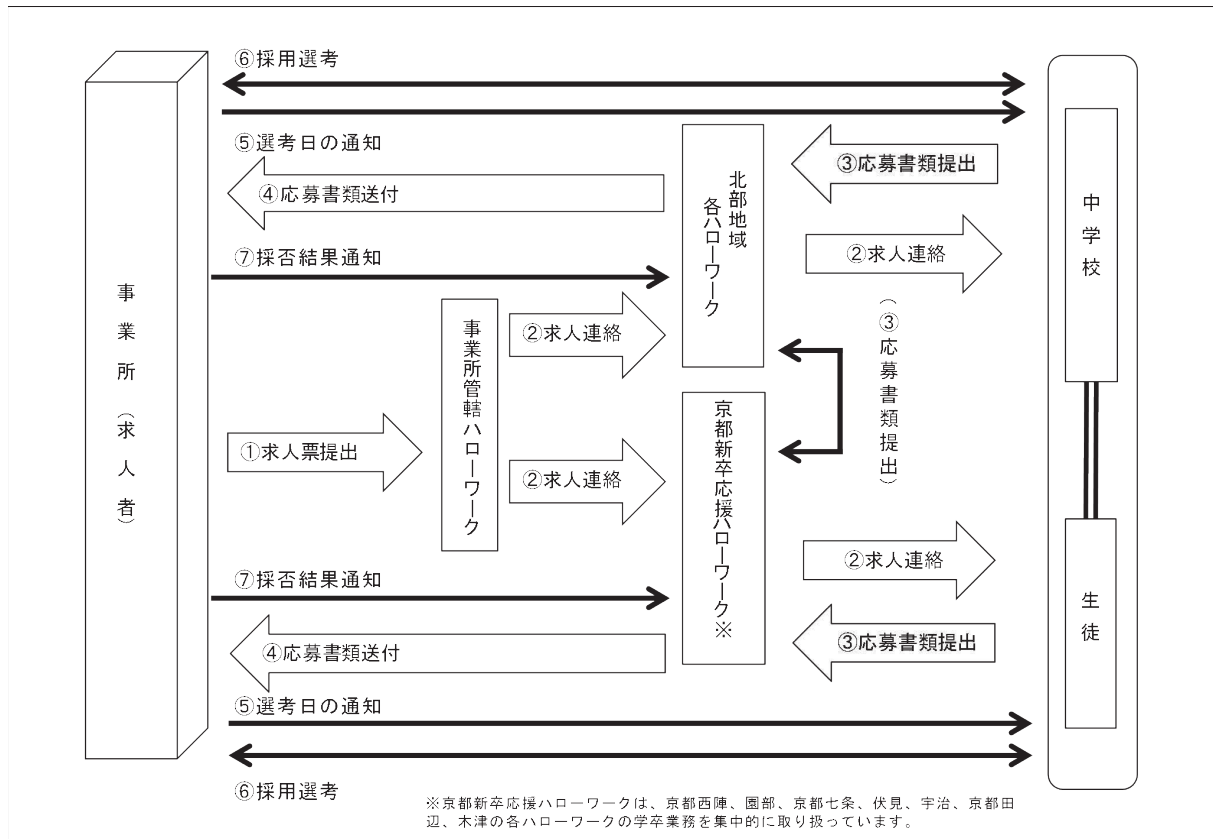 ⑥採用選考
⑤選考日の通知
③応募書類提出
④応募書類送付
北部地域
各ハローワーク
中学校
②求人連絡
⑦採否結果通知
事業所(求人者)
②求人連絡
(③応募書類提出)
事業所管轄ハローワーク
①求人票提出
②求人連絡
京都新卒応援ハローワーク※
②求人連絡
⑦採否結果通知
生徒
③応募書類提出
④応募書類送付
⑤選考日の通知
⑥採用選考
※京都新卒応援ハローワークは、京都西陣、園部、京都七条、伏見、宇治、京都田
辺、木津の各ハローワークの学卒業務を集中的に取り扱っています。